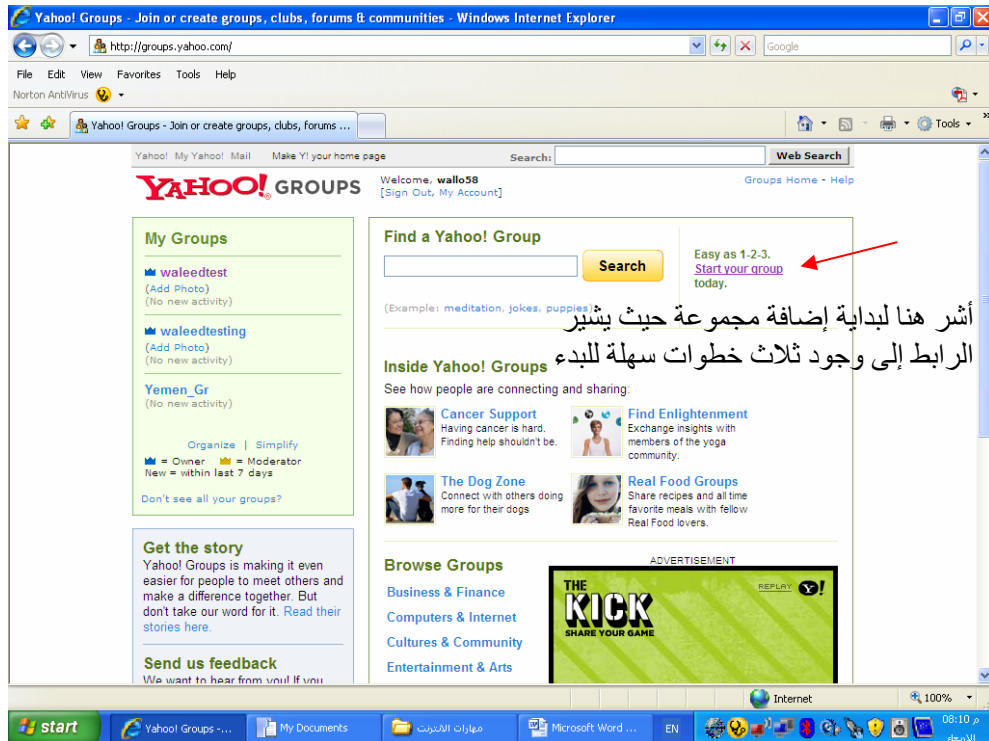 Yahoo! Groups - Join or create groups, clubs, forums & communities - Windows Internet Explorer
http://groups.yahoo.com/
Google
File Edit View Favorites Tools Help
Norton AntiVirus
Yahoo! Groups - Join or create groups, clubs, forums ...
Tools
Yahoo! My Yahoo! Mail Make Y! your home page
Search: Web Search
YAHOO! GROUPS
Welcome, wallo58
[Sign Out, My Account]
Groups Home - Help
My Groups
waleedtest
(Add Photo)
(No new activity)
waleedtesting
(Add Photo)
(No new activity)
Yemen_Gr
(No new activity)
Organize | Simplify
= Owner = Moderator
New = within last 7 days
Don't see all your groups?
Get the story
Yahoo! Groups is making it even
easier for people to meet others and
make a difference together. But
don't take our word for it. Read their
stories here.
Send us feedback
We want to hear from you! If you
Find a Yahoo! Group
Search
(Example: meditation, jokes, puppies)
Easy as 1-2-3.
Start your group
today.
أشر هنا لبداية إضافة مجموعة حيث يشير
الرابط إلى وجود ثلاث خطوات سهلة للبدء
Inside Yahoo! Groups
See how people are connecting and sharing:
Cancer Support
Having cancer is hard.
Finding help shouldn't be.
Find Enlightenment
Exchange insights with
members of the yoga
community.
The Dog Zone
Connect with others doing
more for their dogs
Real Food Groups
Share recipes and all time
favorite meals with fellow
Real Food lovers.
Browse Groups
Business & Finance
Computers & Internet
Cultures & Community
Entertainment & Arts
ADVERTISEMENT
THE
KICK
SHARE YOUR GAME
REPLAY Y!
Internet
100%
start
Yahoo! Groups -...
My Documents
مهارات الانترنت
Microsoft Word ...
EN
08:10 م
الاربعاء